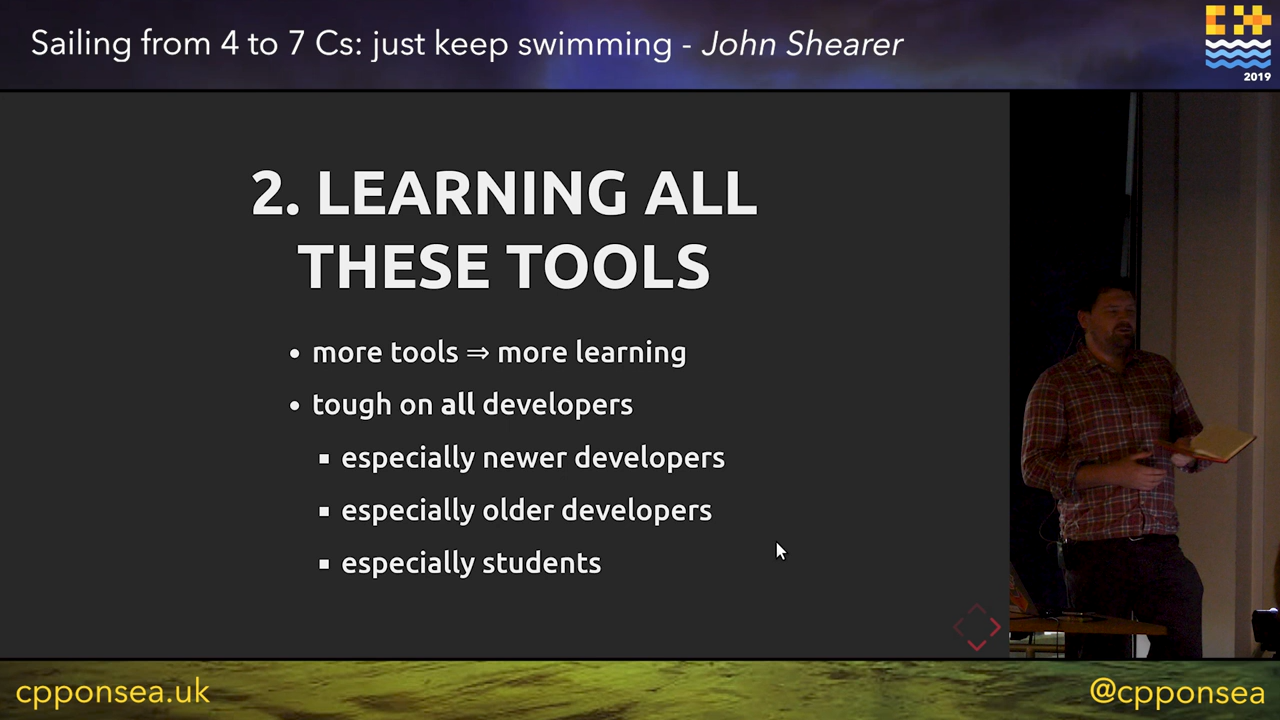 Sailing from 4 to 7 Cs: just keep swimming - John Shearer
2019
2. LEARNING ALL
THESE TOOLS
• more tools ⇒ more learning
• tough on all developers
▪ especially newer developers
▪ especially older developers
▪ especially students
cpponsea.uk
@cpponsea